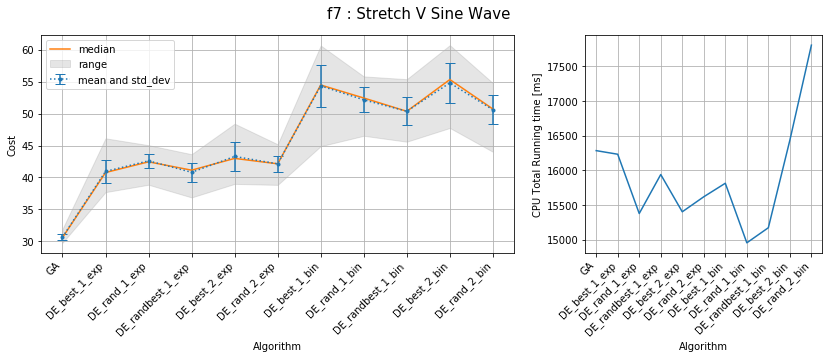 f7 : Stretch V Sine Wave
median
range
mean and std_dev
Cost
60
55
50
45
40
35
30
GA
DE_best_1_exp
DE_rand_1_exp
DE_randbest_1_exp
DE_best_2_exp
DE_rand_2_exp
DE_best_1_bin
DE_rand_1_bin
DE_randbest_1_bin
DE_best_2_bin
DE_rand_2_bin
Algorithm
CPU Total Running time [ms]
17500
17000
16500
16000
15500
15000
GA
DE_best_1_exp
DE_rand_1_exp
DE_randbest_1_exp
DE_best_2_exp
DE_rand_2_exp
DE_best_1_bin
DE_rand_1_bin
DE_randbest_1_bin
DE_best_2_bin
DE_rand_2_bin
Algorithm